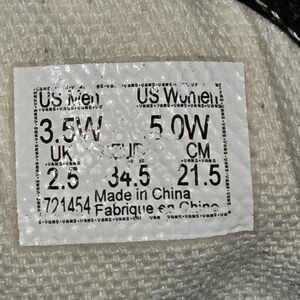 US Men US Women
3.5W 5.0W
UK EUR CM
2.5 34.5 21.5
721454 Made in China
Fabrique en Chine